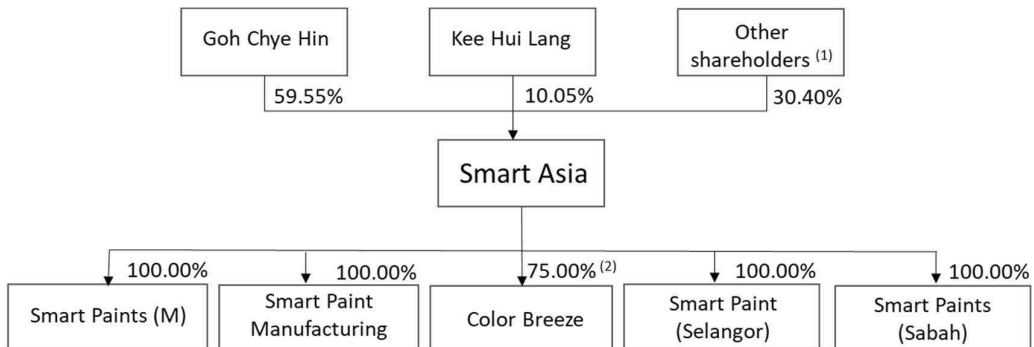 Goh Chye Hin
Kee Hui Lang
Other
shareholders (1)
59.55%
10.05%
30.40%
Smart Asia
100.00%
100.00%
75.00% (2)
100.00%
100.00%
Smart Paints (M)
Smart Paint
Manufacturing
Color Breeze
Smart Paint
(Selangor)
Smart Paints
(Sabah)